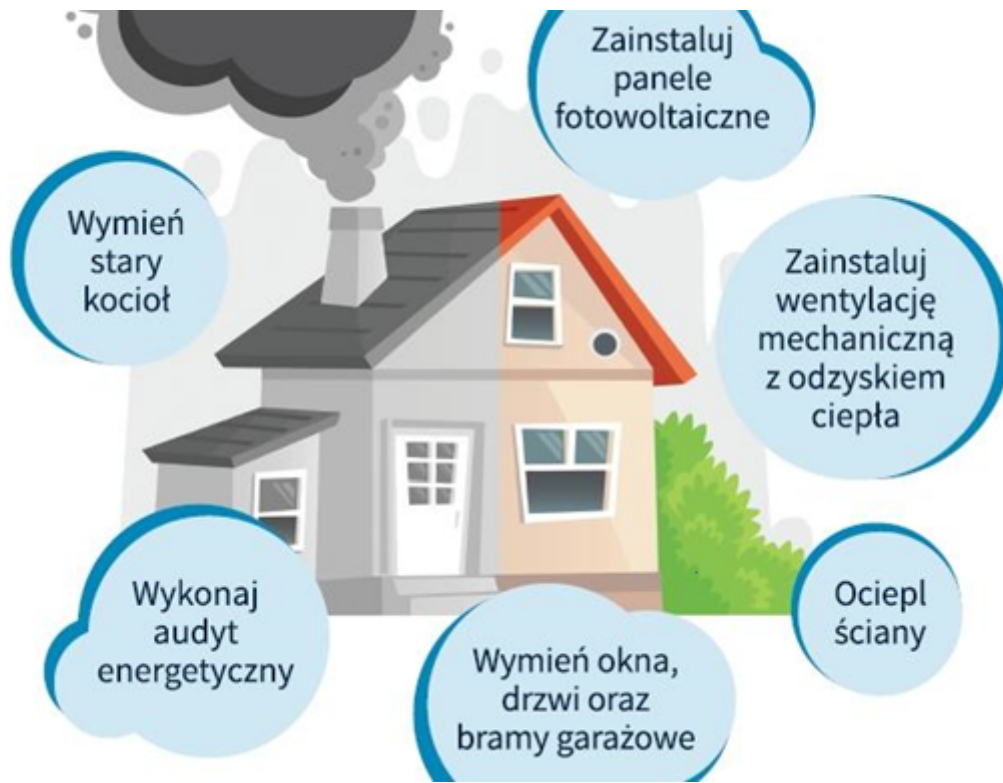 Zainstaluj
panele
fotowoltaiczne
Wymień
stary
kocioł
Zainstaluj
wentylację
mechaniczną
z odzyskiem
ciepła
Wykonaj
audyt
energetyczny
Wymień okna,
drzwi oraz
bramy garażowe
Ociepl
ściany